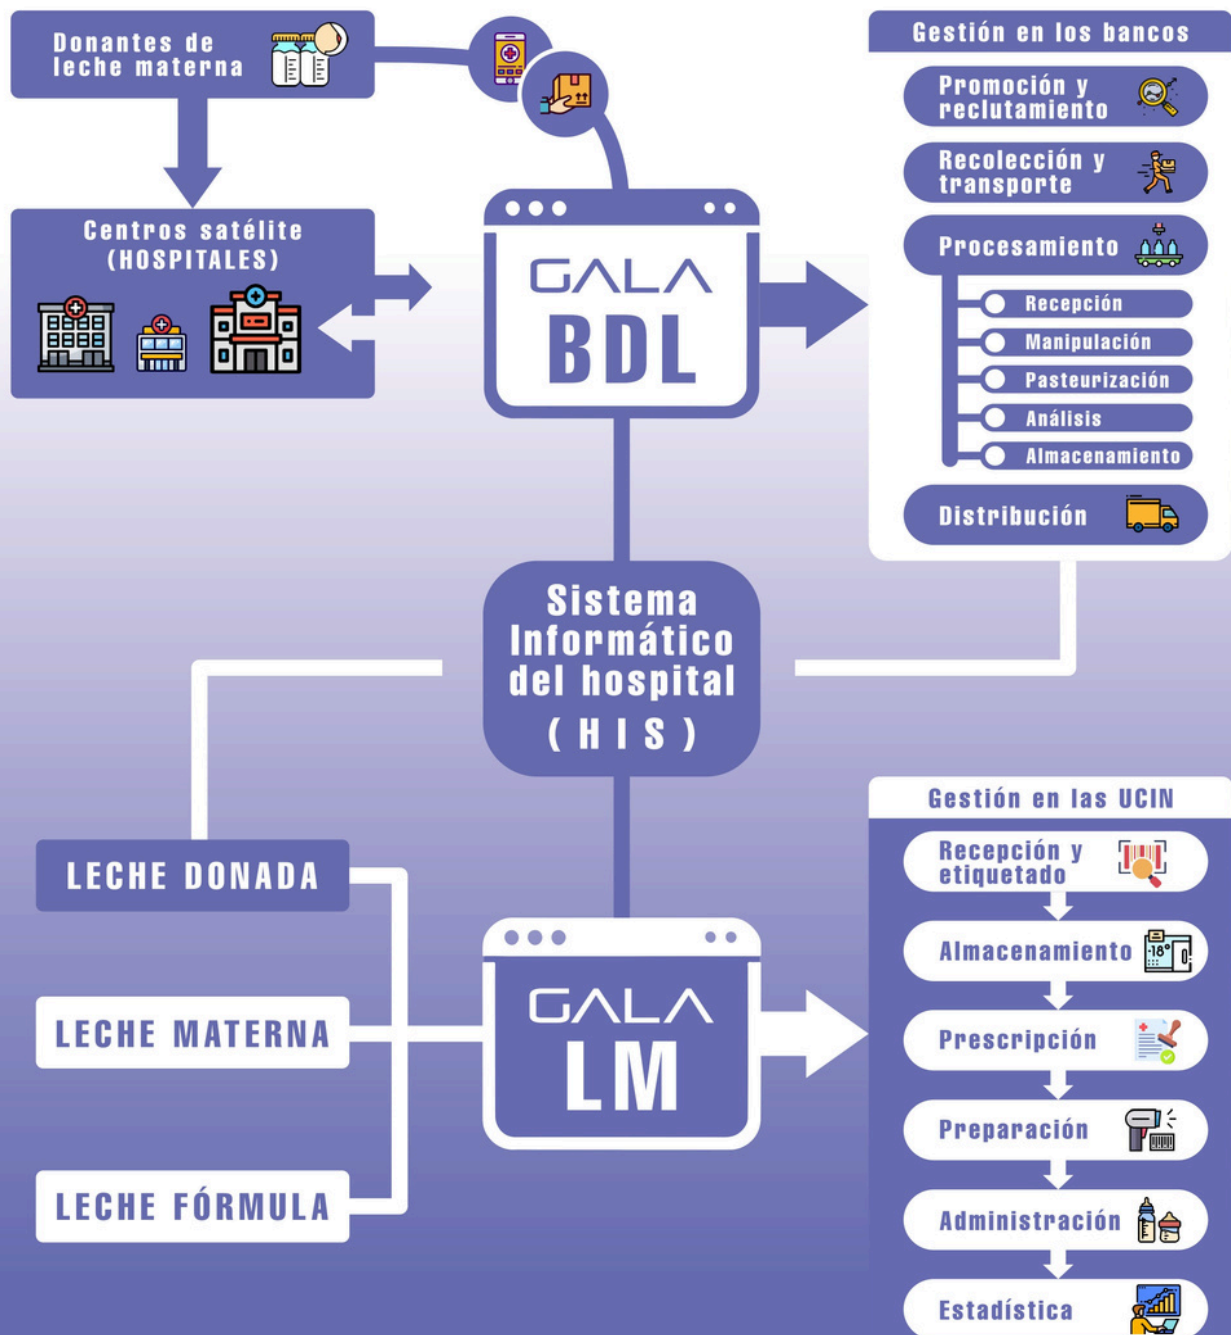 Donantes de
leche materna
Centros satélite
(HOSPITALES)
GALA
BDL
Gestión en los bancos
Promoción y
reclutamiento
Recolección y
transporte
Procesamiento
Recepción
Manipulación
Pasteurización
Análisis
Almacenamiento
Distribución
Sistema
Informático
del hospital
(HIS)
LECHE DONADA
LECHE MATERNA
LECHE FÓRMULA
GALA
LM
Gestión en las UCIN
Recepción y
etiquetado
Almacenamiento
-18°
Prescripción
Preparación
Administración
Estadística